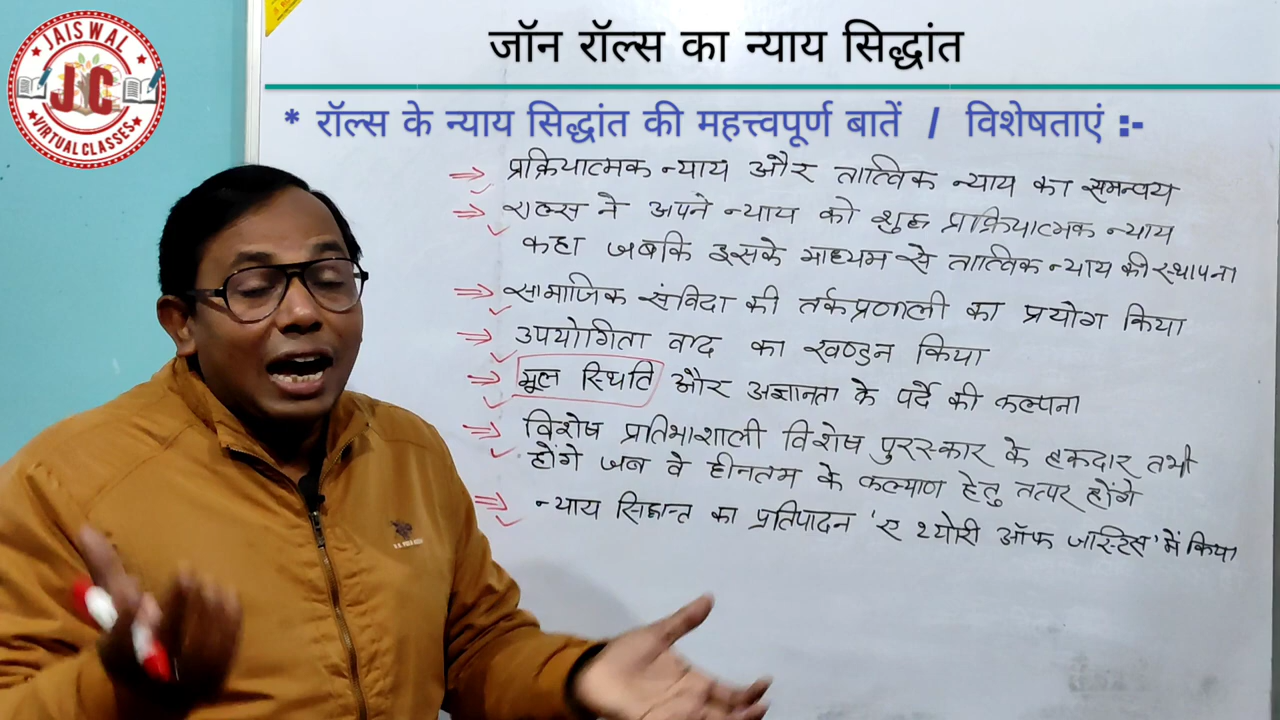 JAISWAL
JC
VIRTUAL CLASSES
जॉन रॉल्स का न्याय सिद्धांत
* रॉल्स के न्याय सिद्धांत की महत्त्वपूर्ण बातें / विशेषताएं :-
⇒ प्रक्रियात्मक न्याय और तात्विक न्याय का समन्वय
⇒ राल्स ने अपने न्याय को शुद्ध प्राक्रियात्मक न्याय
कहा जबकि इसके माध्यम से तात्विक न्याय की स्थापना
⇒ सामाजिक संविदा की तर्कप्रणाली का प्रयोग किया
⇒ उपयोगिता वाद का खण्डन किया
⇒ मूल स्थिति और अज्ञानता के पर्दे की कल्पना
⇒ विशेष प्रतिभाशाली विशेष पुरस्कार के हकदार तभी
होंगे जब वे हीनतम के कल्याण हेतु तत्पर होंगे
⇒ न्याय सिद्धान्त का प्रतिपादन 'ए थ्योरी ऑफ जस्टिस' में किया